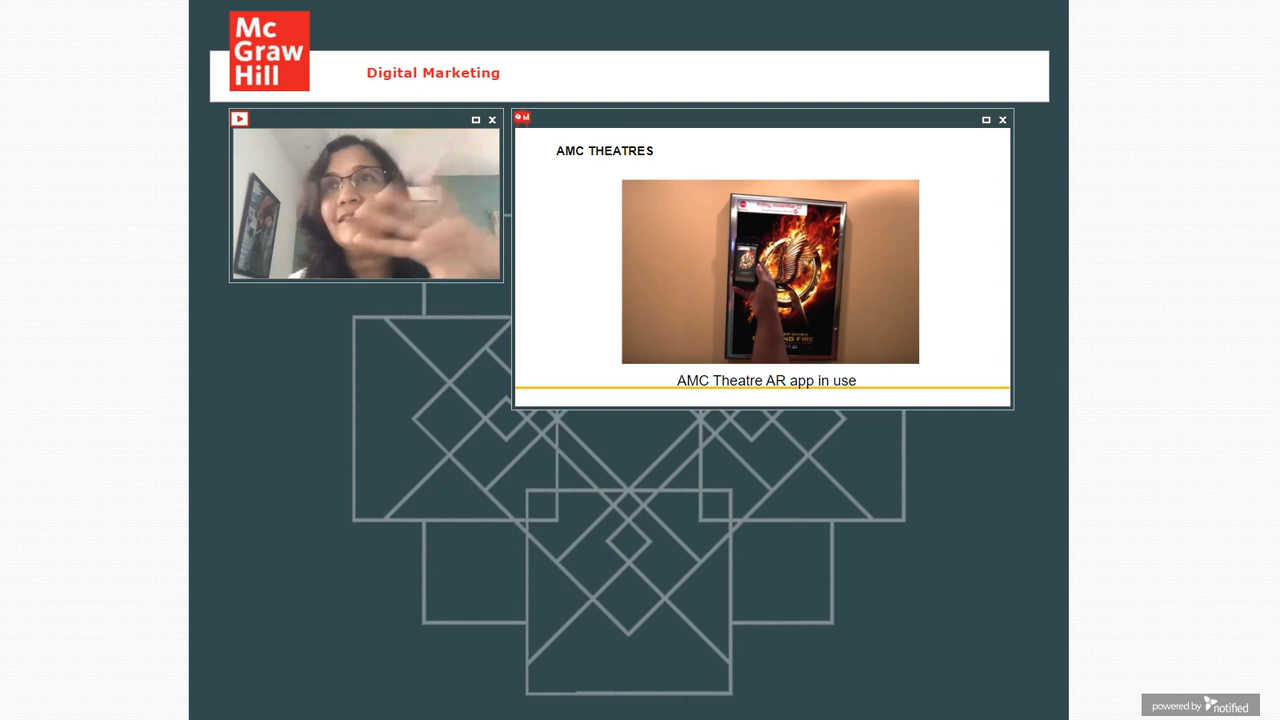 Mc
Graw
Hill
Digital Marketing
AMC THEATRES
AMC Theatre AR app in use
powered by notified